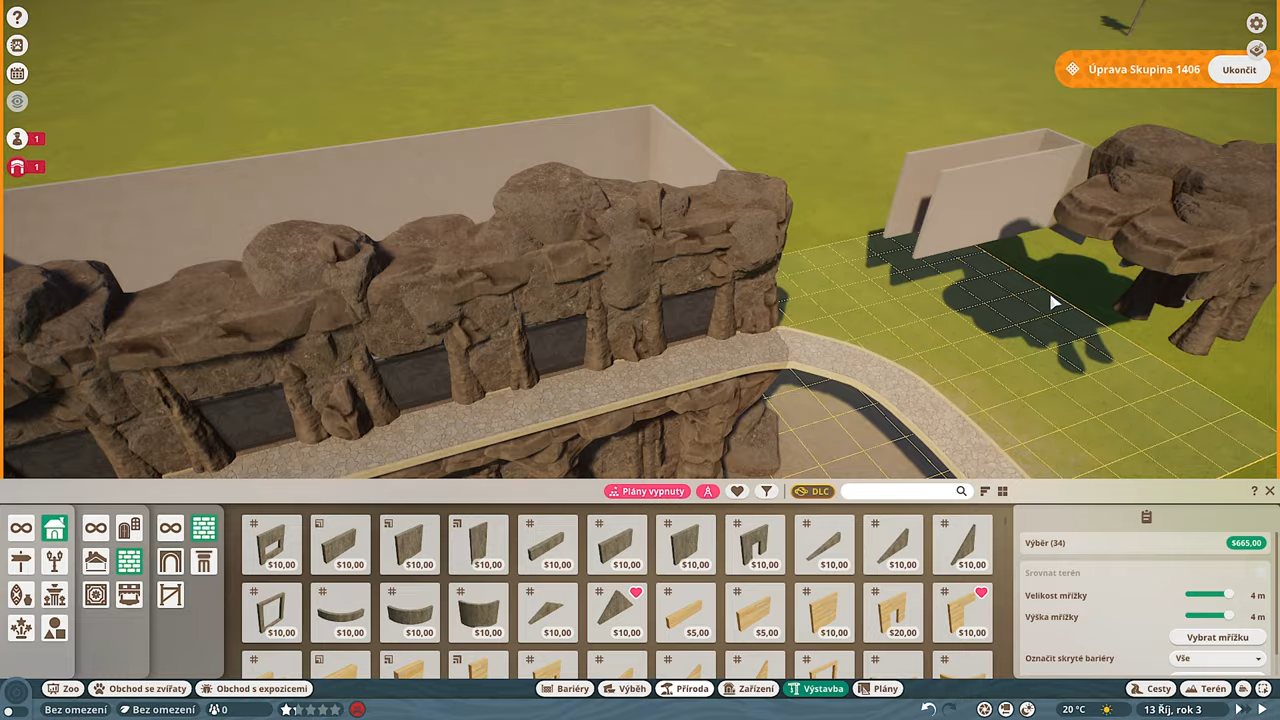 ?
1
1
Úprava Skupina 1406
Ukončit
Plány vypnuty
DLC
? ×
$10,00 $10,00 $10,00 $10,00 $10,00 $10,00 $10,00 $10,00 $10,00 $10,00 $10,00
$10,00 $10,00 $10,00 $10,00 $10,00 $10,00 $5,00 $5,00 $10,00 $20,00 $10,00
Výběr (34) $665,00
Srovnat terén
Velikost mřížky 4 m
Výška mřížky 4 m
Vybrat mřížku
Označit skryté bariéry Vše
Zoo Obchod se zvířaty Obchod s expozicemi Bariéry Výběh Příroda Zařízení Výstavba Plány Cesty Terén
Bez omezení Bez omezení 0 1 20 °C 13 Říj, rok 3